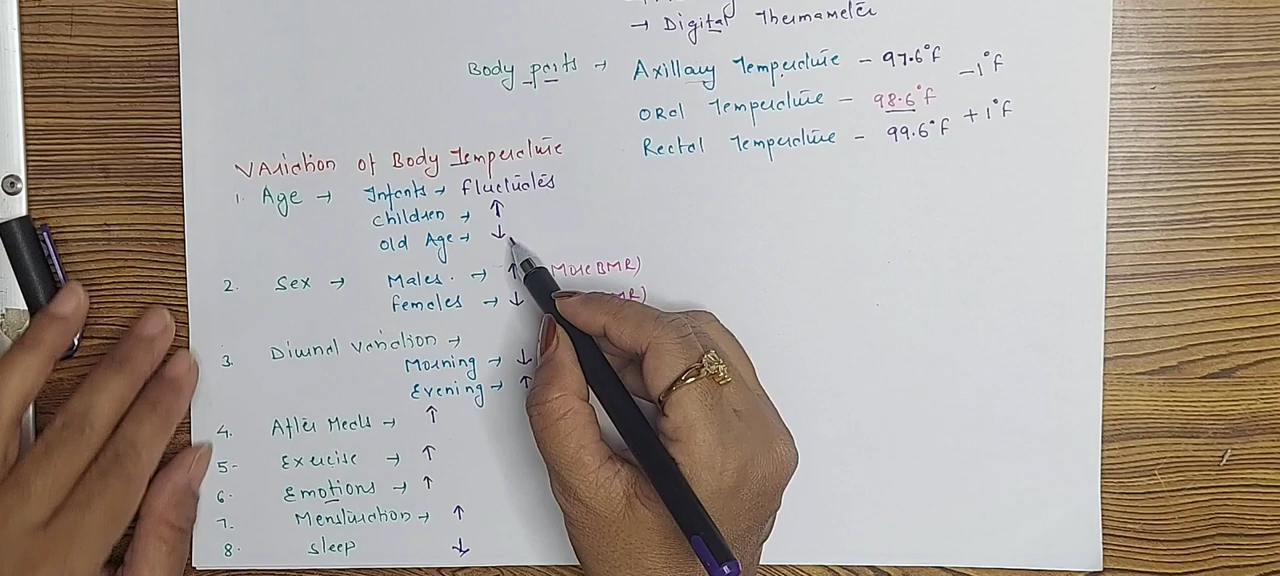 → Digital Thermameter
Body parts → Axillary Temperature - 97.6°F -1°F
Oral Temperature - 98.6°F
Rectal Temperature - 99.6°F +1°F
Variation of Body Temperature
1. Age → Infants → fluctuates
children → ↑
old Age → ↓
2. Sex → Males. → ↑ More BMR)
females → ↓ MR)
3. Diurnal Variation →
Morning → ↓
Evening → ↑
4. After Meals → ↑
5- Exercise → ↑
6. Emotions → ↑
7. Menstruation → ↑
8. sleep ↓